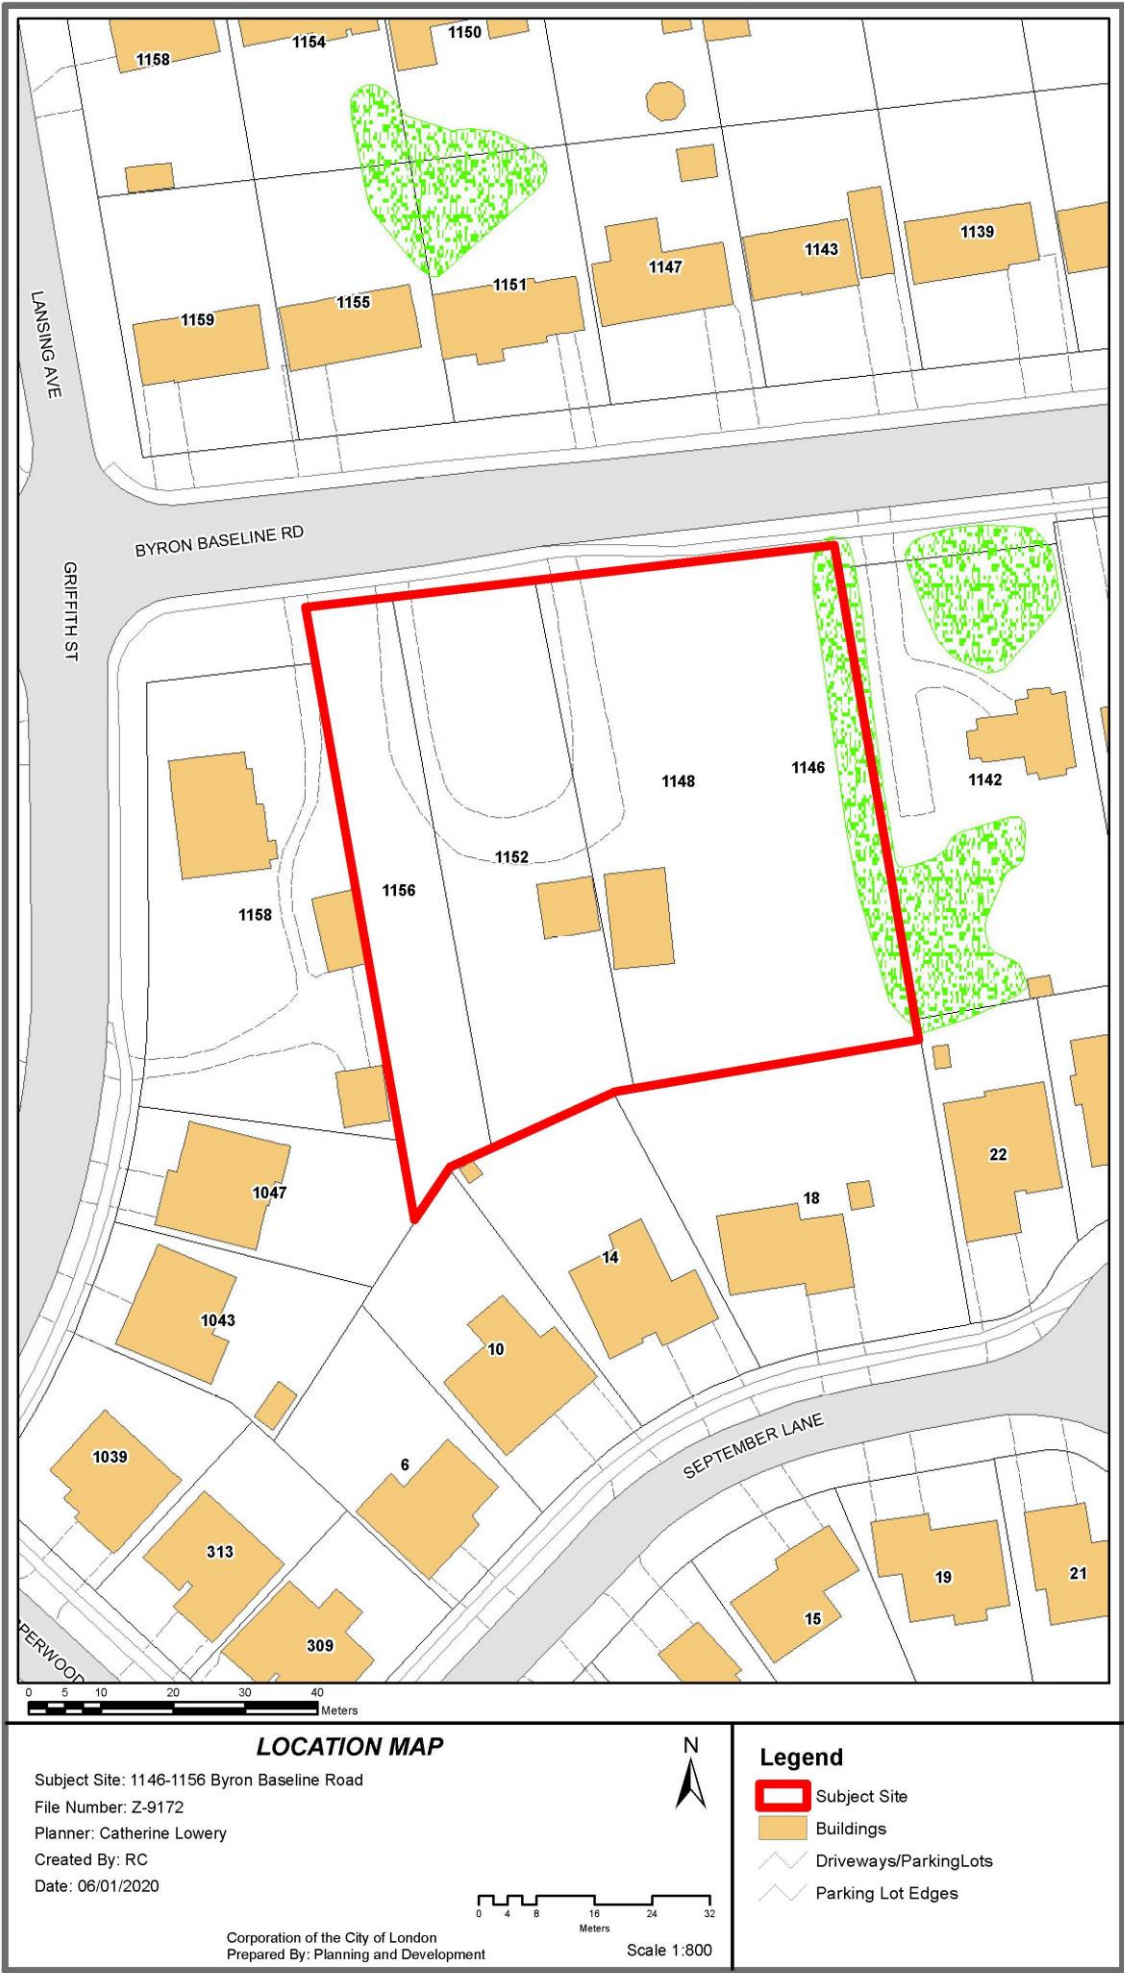 1158
1154
1150
1159
1155
1151
1147
1143
1139
LANSING AVE
BYRON BASELINE RD
GRIFFITH ST
1148
1146
1142
1152
1156
1158
1047
22
18
14
1043
10
1039
6
SEPTEMBER LANE
313
19
21
15
309
PERWOOD
0 5 10 20 30 40
Meters
LOCATION MAP
Subject Site: 1146-1156 Byron Baseline Road
File Number: Z-9172
Planner: Catherine Lowery
Created By: RC
Date: 06/01/2020
N
0 4 8 16 24 32
Meters
Corporation of the City of London
Prepared By: Planning and Development
Scale 1:800
Legend
Subject Site
Buildings
Driveways/ParkingLots
Parking Lot Edges